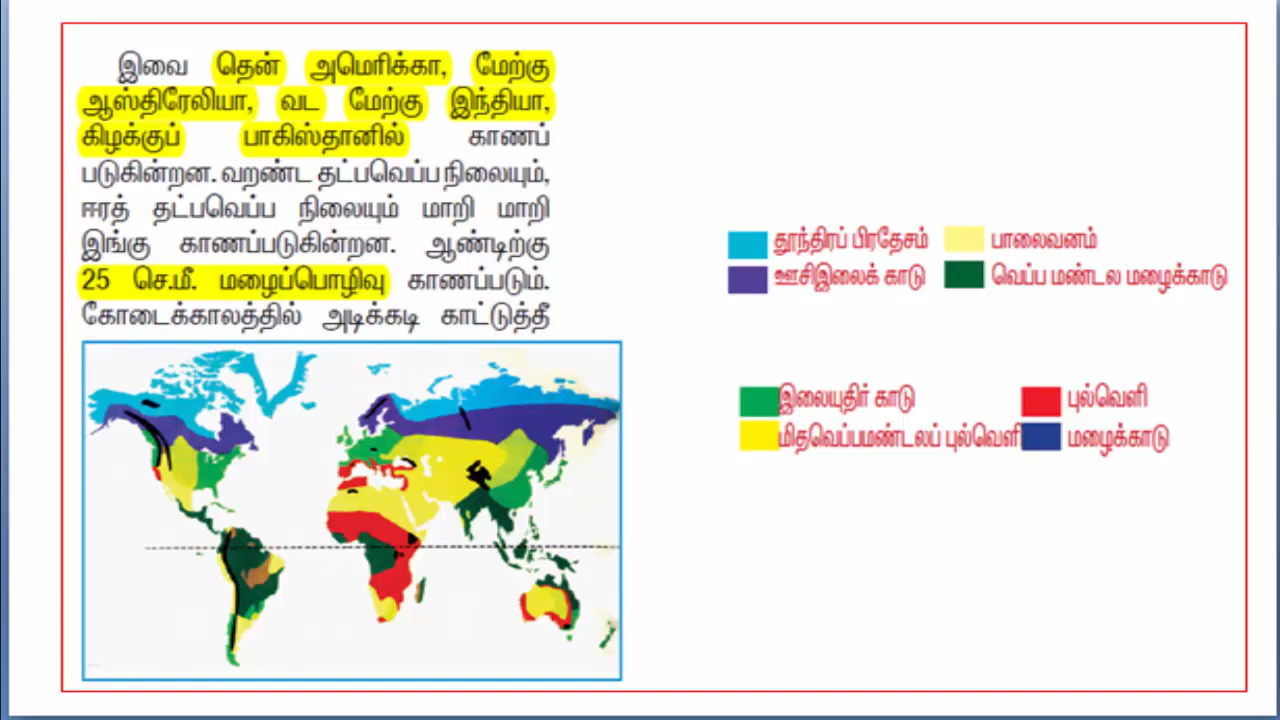 இவை தென் அமெரிக்கா, மேற்கு
ஆஸ்திரேலியா, வட மேற்கு இந்தியா,
கிழக்குப் பாகிஸ்தானில் காணப்
படுகின்றன. வறண்ட தட்பவெப்ப நிலையும்,
ஈரத் தட்பவெப்ப நிலையும் மாறி மாறி
இங்கு காணப்படுகின்றன. ஆண்டிற்கு
25 செ.மீ. மழைப்பொழிவு காணப்படும்.
கோடைக்காலத்தில் அடிக்கடி காட்டுத்தீ
தூந்திரப் பிரதேசம் பாலைவனம்
ஊசிஇலைக் காடு வெப்ப மண்டல மழைக்காடு
இலையுதிர் காடு புல்வெளி
மிதவெப்பமண்டலப் புல்வெளி மழைக்காடு